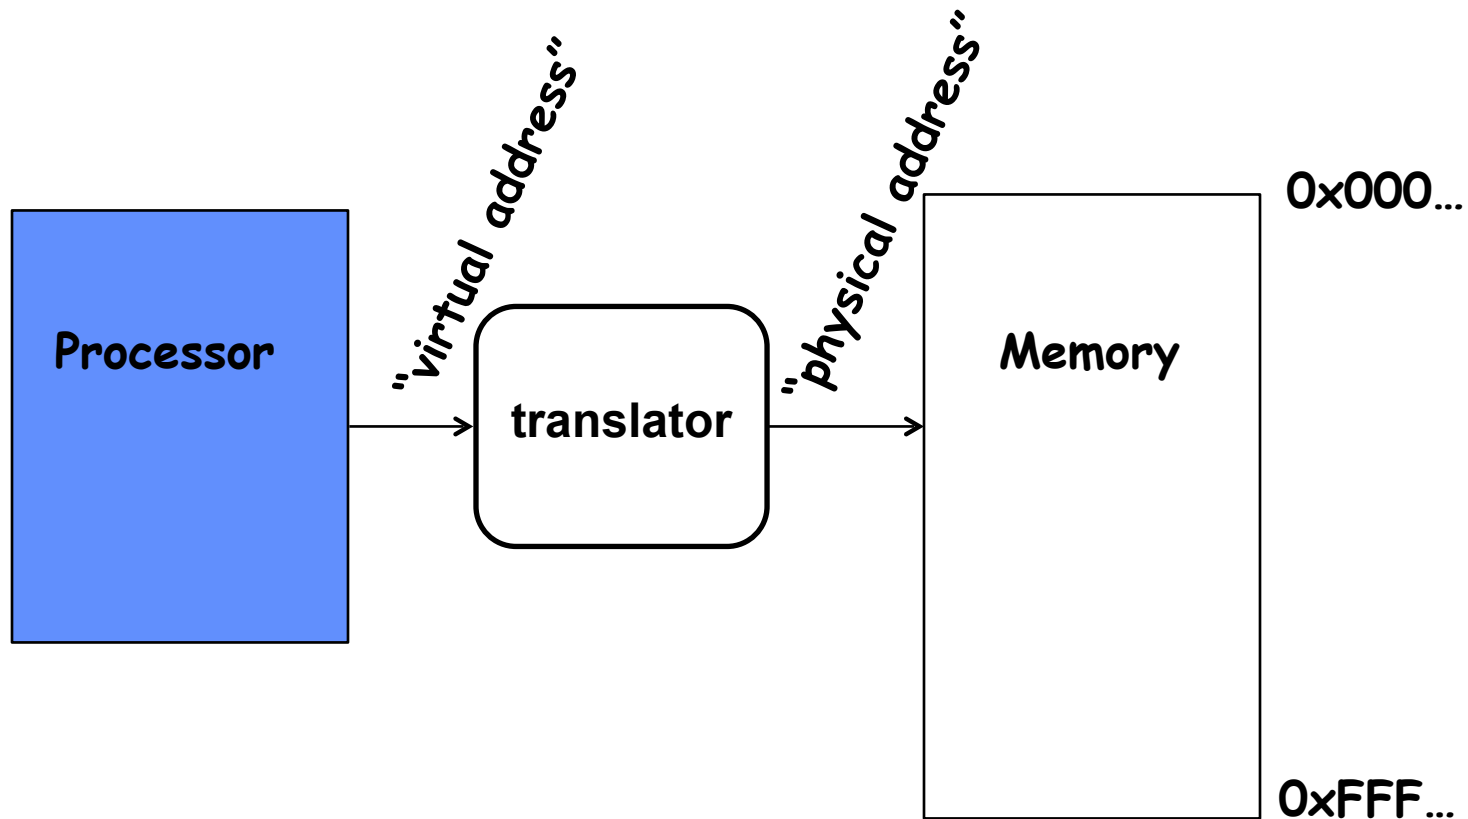 Processor
“virtual address”
translator
“physical address”
Memory
0x000...
0xFFF...